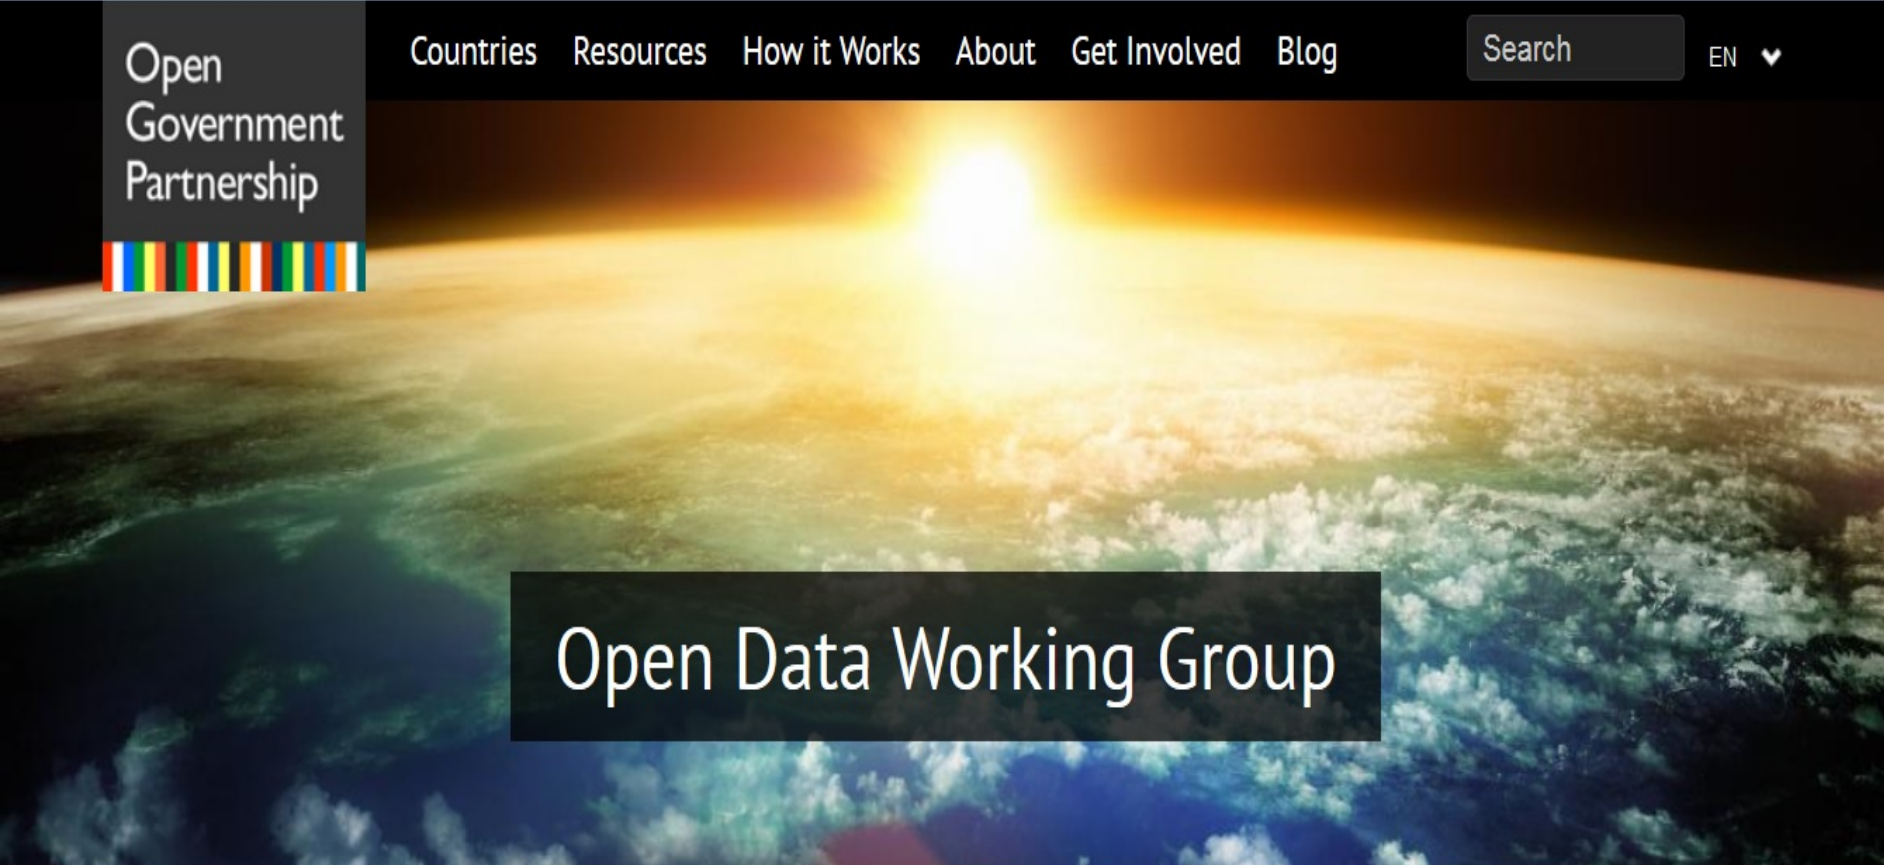 Open
Government
Partnership
Countries Resources How it Works About Get Involved Blog
Search
EN
Open Data Working Group